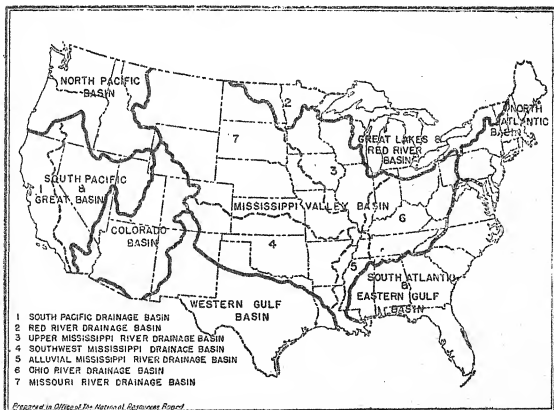 NORTH PACIFIC
BASIN
2
NORTH
ATLANTIC
BASIN
GREAT LAKES &
RED RIVER
BASIN
7
3
1
SOUTH PACIFIC
&
GREAT BASIN
MISSISSIPPI VALLEY BASIN
6
COLORADO
BASIN
4
5
SOUTH ATLANTIC
&
EASTERN GULF
BASIN
WESTERN GULF
BASIN
1 SOUTH PACIFIC DRAINAGE BASIN
2 RED RIVER DRAINAGE BASIN
3 UPPER MISSISSIPPI RIVER DRAINAGE BASIN
4 SOUTHWEST MISSISSIPPI DRAINAGE BASIN
5 ALLUVIAL MISSISSIPPI RIVER DRAINAGE BASIN
6 OHIO RIVER DRAINAGE BASIN
7 MISSOURI RIVER DRAINAGE BASIN
Prepared in Office of The National Resources Board